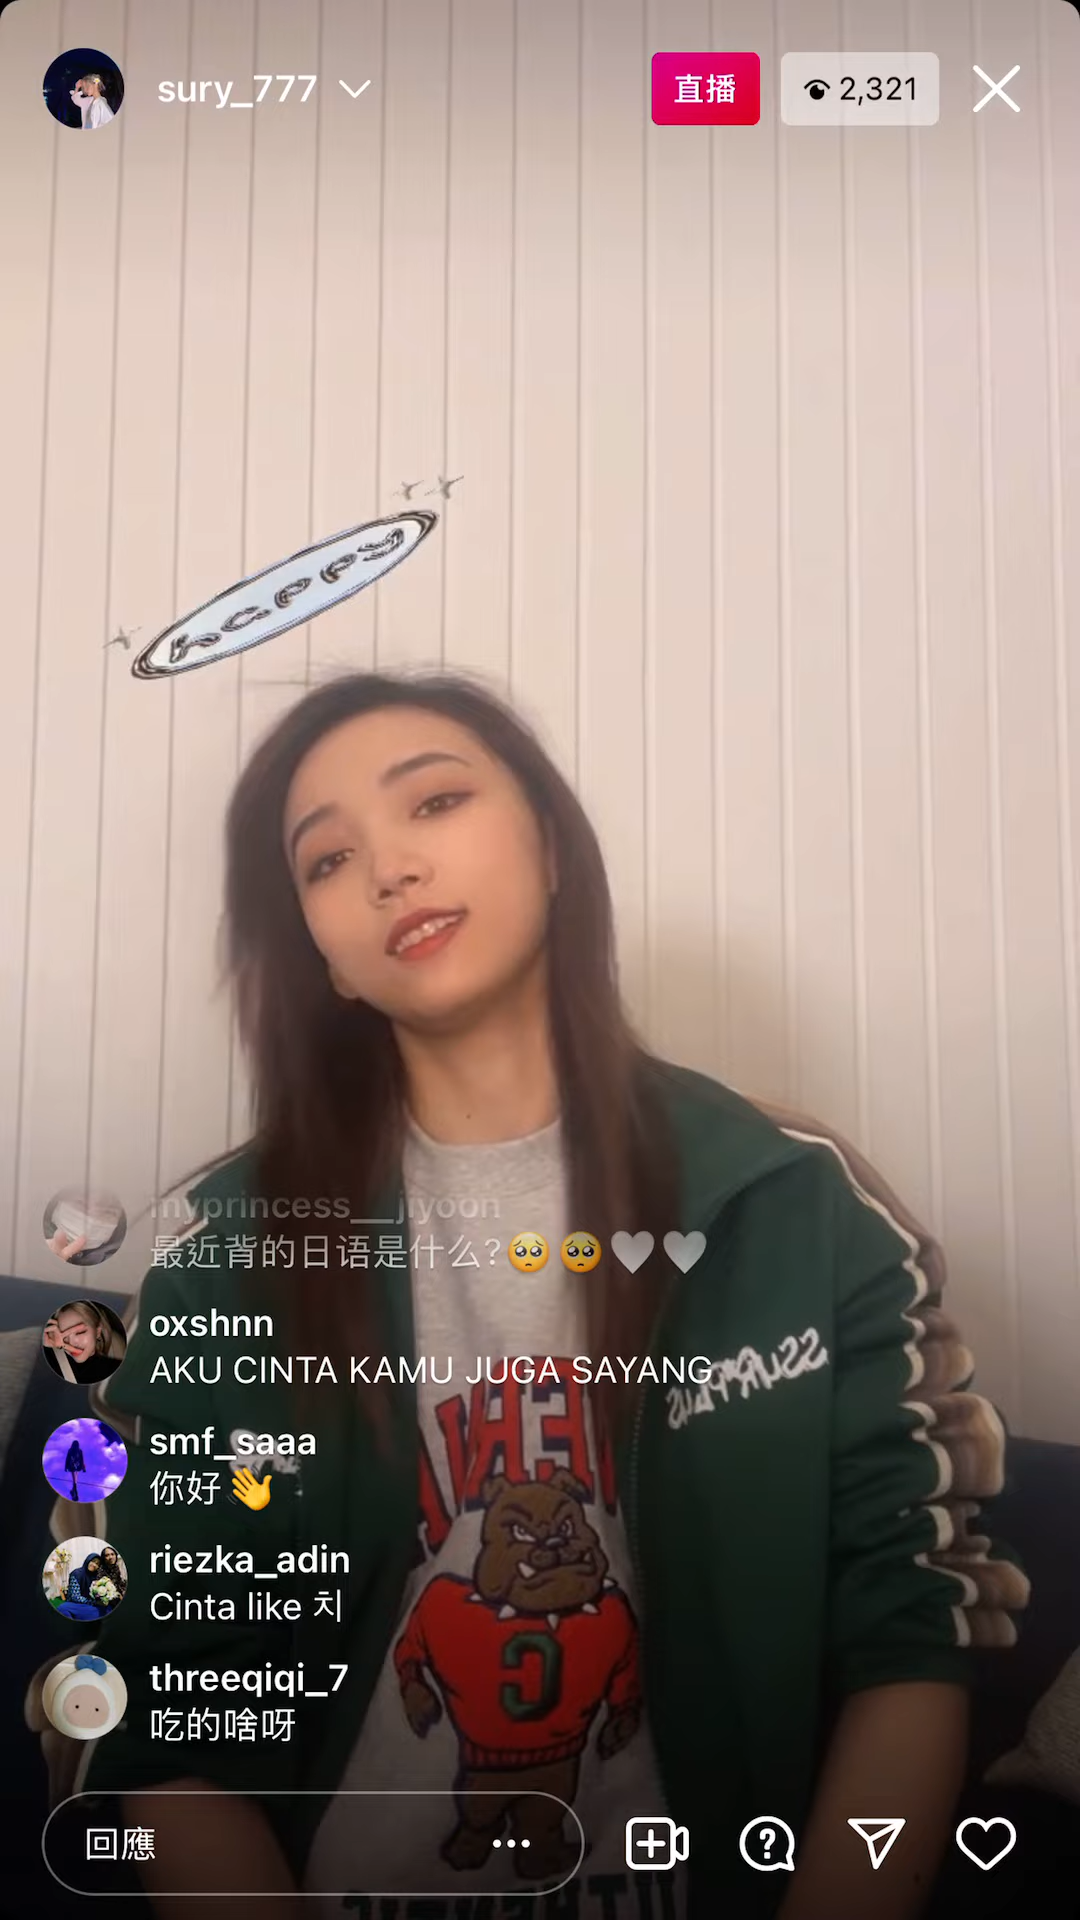 sury_777
直播
2,321
happy
myprincess__jiyoon
最近背的日语是什么?🥺🥺🤍🤍
oxshnn
AKU CINTA KAMU JUGA SAYANG
smf_saaa
你好👋
riezka_adin
Cinta like 치
threeqiqi_7
吃的啥呀
C
回應